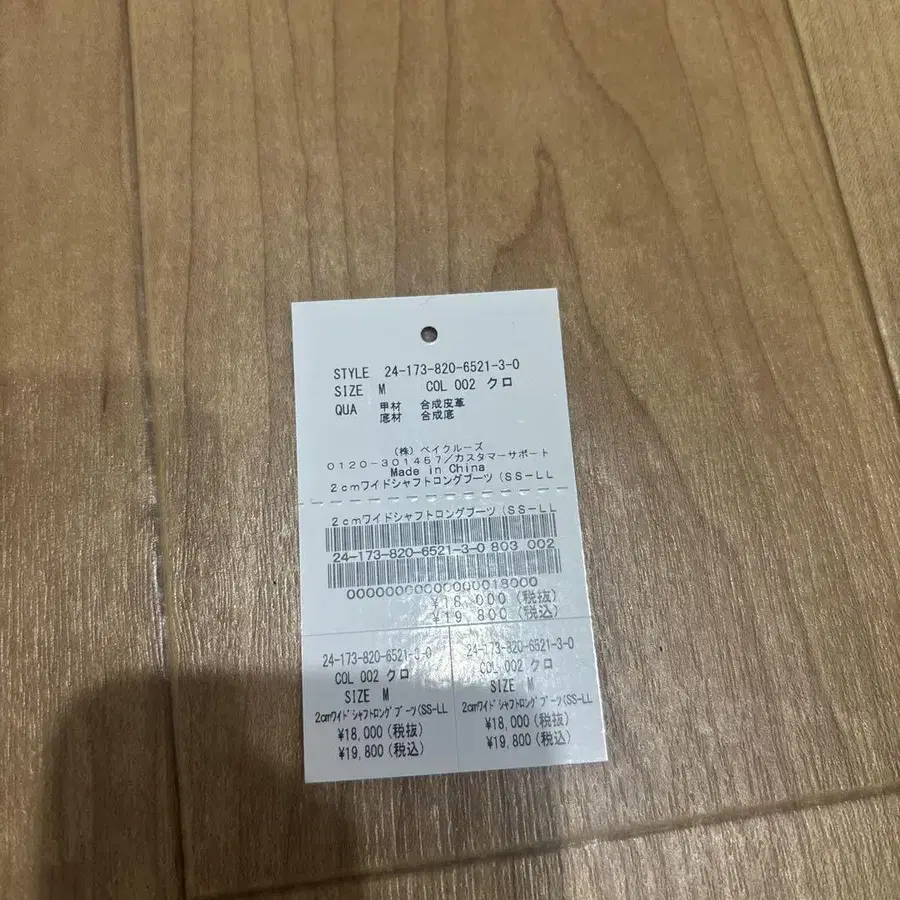 STYLE 24-173-820-6521-3-0
SIZE M COL 002 クロ
QUA 甲材 合成皮革
底材 合成底
(株) ベイクルーズ
0120-301457/カスタマーサポート
Made in China
2cmワイドシャフトロングブーツ (SS-LL
2cmワイドシャフトロングブーツ (SS-LL
24-173-820-6521-3-0 803 002
0000000000000000018000
¥18,000 (税抜)
¥19,800 (税込)
24-173-820-6521-3-0
COL 002 クロ
SIZE M
2cmワイドシャフトロングブーツ(SS-LL
¥18,000 (税抜)
¥19,800 (税込)
24-173-820-6521-3-0
COL 002 クロ
SIZE M
2cmワイドシャフトロングブーツ(SS-LL
¥18,000 (税抜)
¥19,800 (税込)